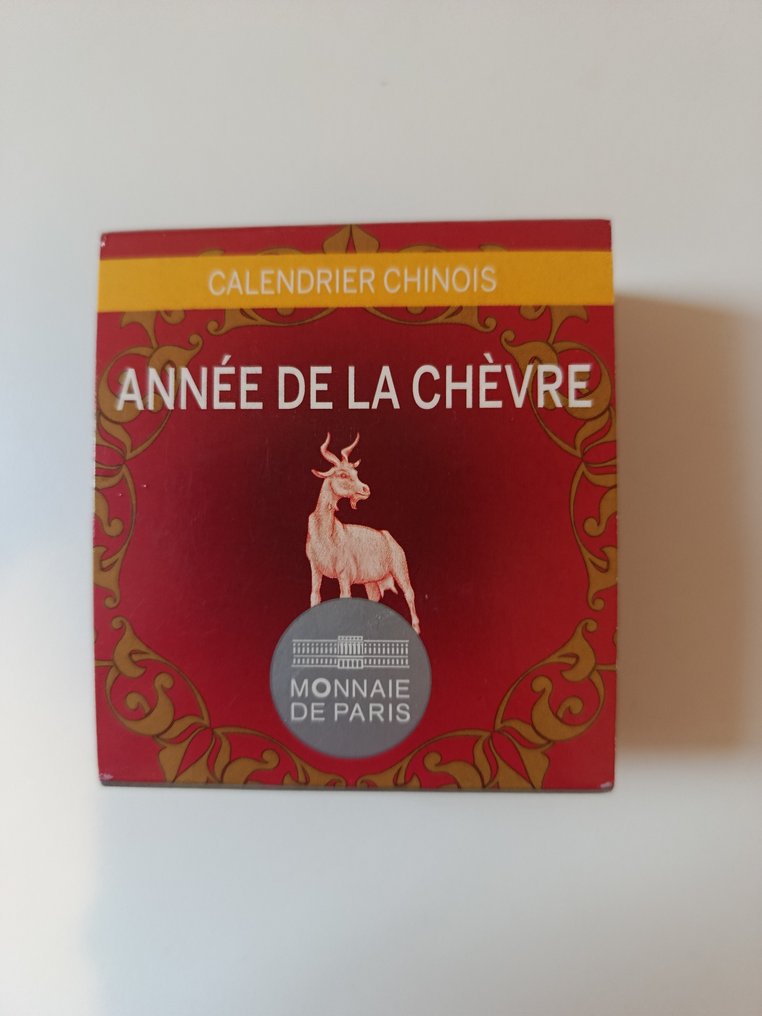 CALENDRIER CHINOIS
ANNÉE DE LA CHÈVRE
MONNAIE
DE PARIS